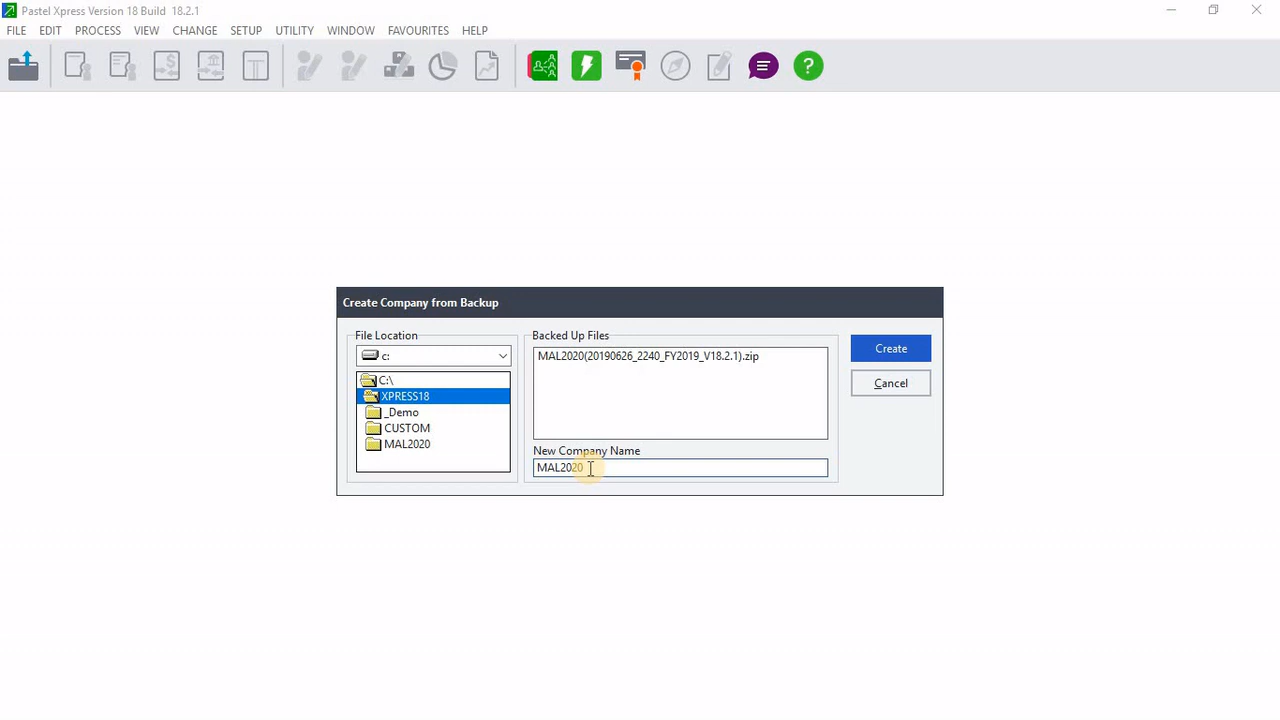 Pastel Xpress Version 18 Build 18.2.1
FILE EDIT PROCESS VIEW CHANGE SETUP UTILITY WINDOW FAVOURITES HELP
Create Company from Backup
File Location
c:
C:\
XPRESS18
_Demo
CUSTOM
MAL2020
Backed Up Files
MAL2020(20190626_2240_FY2019_V18.2.1).zip
New Company Name
MAL2020
Create
Cancel